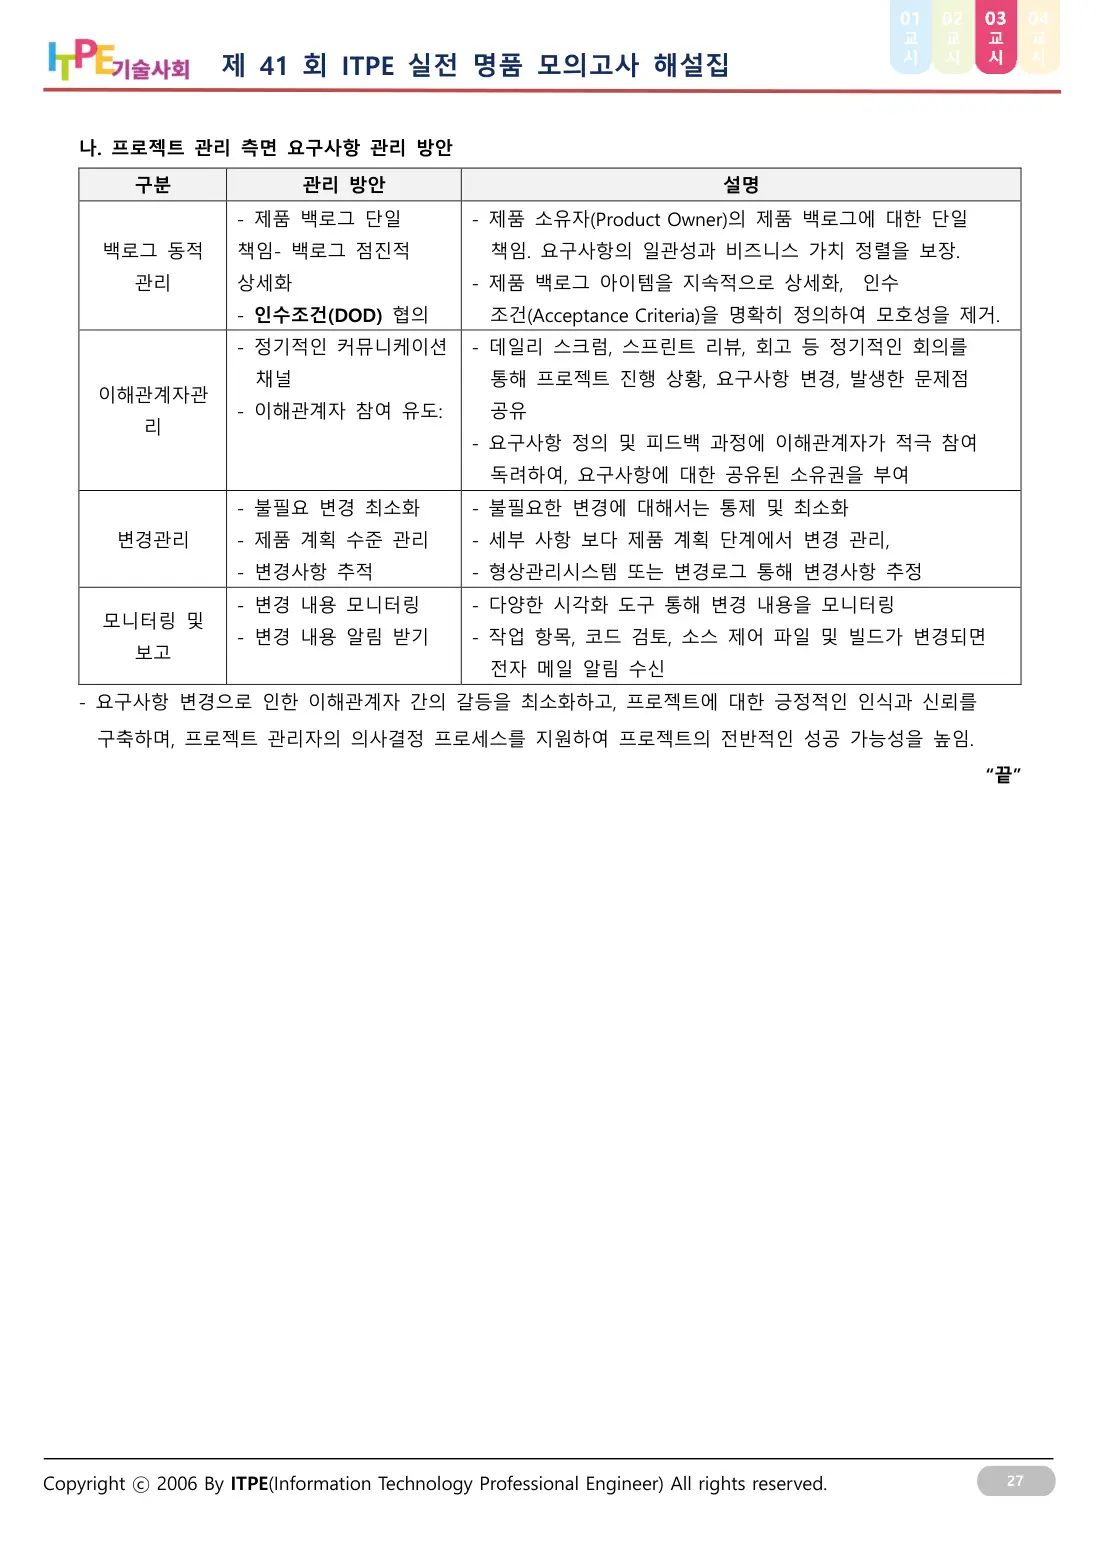 ITPE기술사회
제 41 회 ITPE 실전 명품 모의고사 해설집
01 교 시
02 교 시
03 교 시
04 교 시
나. 프로젝트 관리 측면 요구사항 관리 방안
구분
관리 방안
설명
백로그 동적
관리
- 제품 백로그 단일
책임- 백로그 점진적
상세화
- 인수조건(DOD) 협의
- 제품 소유자(Product Owner)의 제품 백로그에 대한 단일
책임. 요구사항의 일관성과 비즈니스 가치 정렬을 보장.
- 제품 백로그 아이템을 지속적으로 상세화, 인수
조건(Acceptance Criteria)을 명확히 정의하여 모호성을 제거.
이해관계자관
리
- 정기적인 커뮤니케이션
채널
- 이해관계자 참여 유도:
- 데일리 스크럼, 스프린트 리뷰, 회고 등 정기적인 회의를
통해 프로젝트 진행 상황, 요구사항 변경, 발생한 문제점
공유
- 요구사항 정의 및 피드백 과정에 이해관계자가 적극 참여
독려하여, 요구사항에 대한 공유된 소유권을 부여
변경관리
- 불필요 변경 최소화
- 제품 계획 수준 관리
- 변경사항 추적
- 불필요한 변경에 대해서는 통제 및 최소화
- 세부 사항 보다 제품 계획 단계에서 변경 관리,
- 형상관리시스템 또는 변경로그 통해 변경사항 추정
모니터링 및
보고
- 변경 내용 모니터링
- 변경 내용 알림 받기
- 다양한 시각화 도구 통해 변경 내용을 모니터링
- 작업 항목, 코드 검토, 소스 제어 파일 및 빌드가 변경되면
전자 메일 알림 수신
- 요구사항 변경으로 인한 이해관계자 간의 갈등을 최소화하고, 프로젝트에 대한 긍정적인 인식과 신뢰를
구축하며, 프로젝트 관리자의 의사결정 프로세스를 지원하여 프로젝트의 전반적인 성공 가능성을 높임.
“끝”
Copyright ⓒ 2006 By ITPE(Information Technology Professional Engineer) All rights reserved.
27